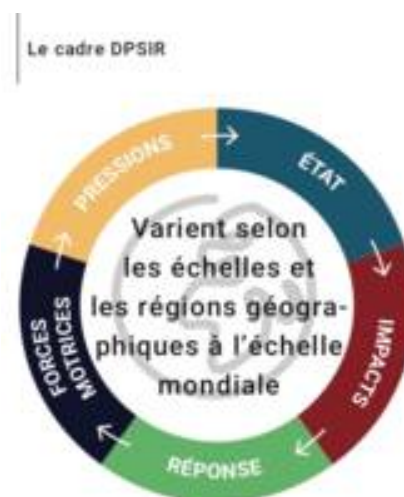 Le cadre DPSIR
PRESSIONS
ÉTAT
IMPACTS
RÉPONSE
FORCES
MOTRICES
Varient selon
les échelles et
les régions géogra-
phiques à l'échelle
mondiale